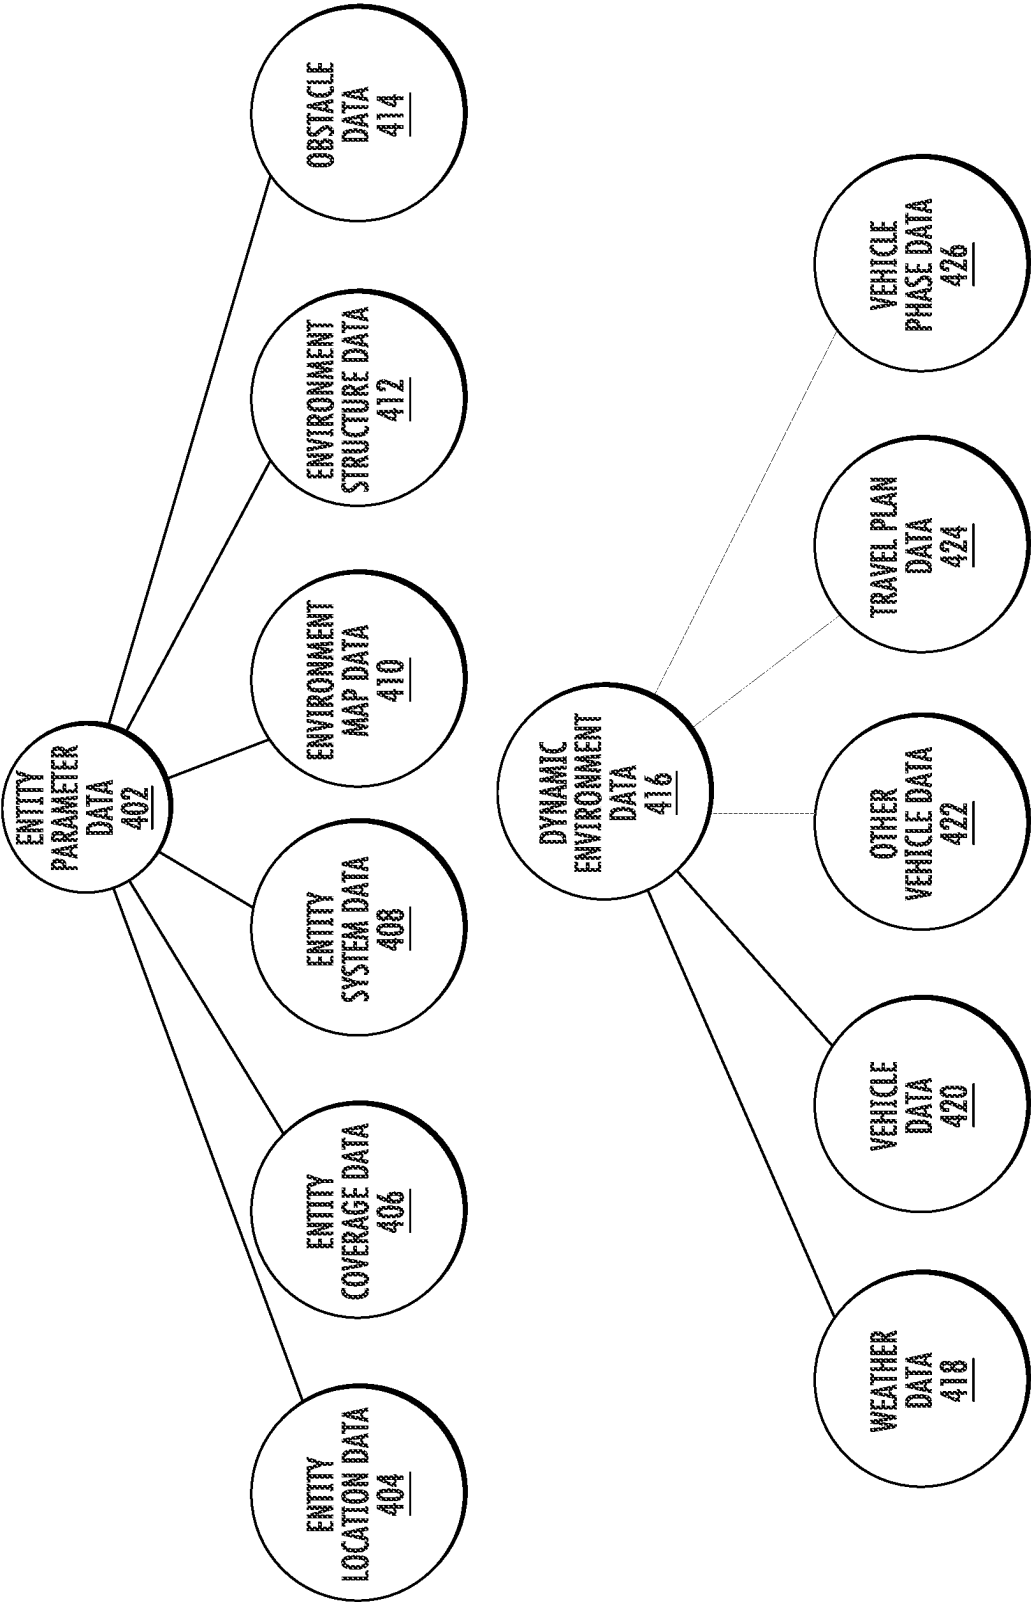 ENTITY
PARAMETER
DATA
402
ENTITY
LOCATION DATA
404
ENTITY
COVERAGE DATA
406
ENTITY
SYSTEM DATA
408
ENVIRONMENT
MAP DATA
410
ENVIRONMENT
STRUCTURE DATA
412
OBSTACLE
DATA
414
DYNAMIC
ENVIRONMENT
DATA
416
WEATHER
DATA
418
VEHICLE
DATA
420
OTHER
VEHICLE DATA
422
TRAVEL PLAN
DATA
424
VEHICLE
PHASE DATA
426